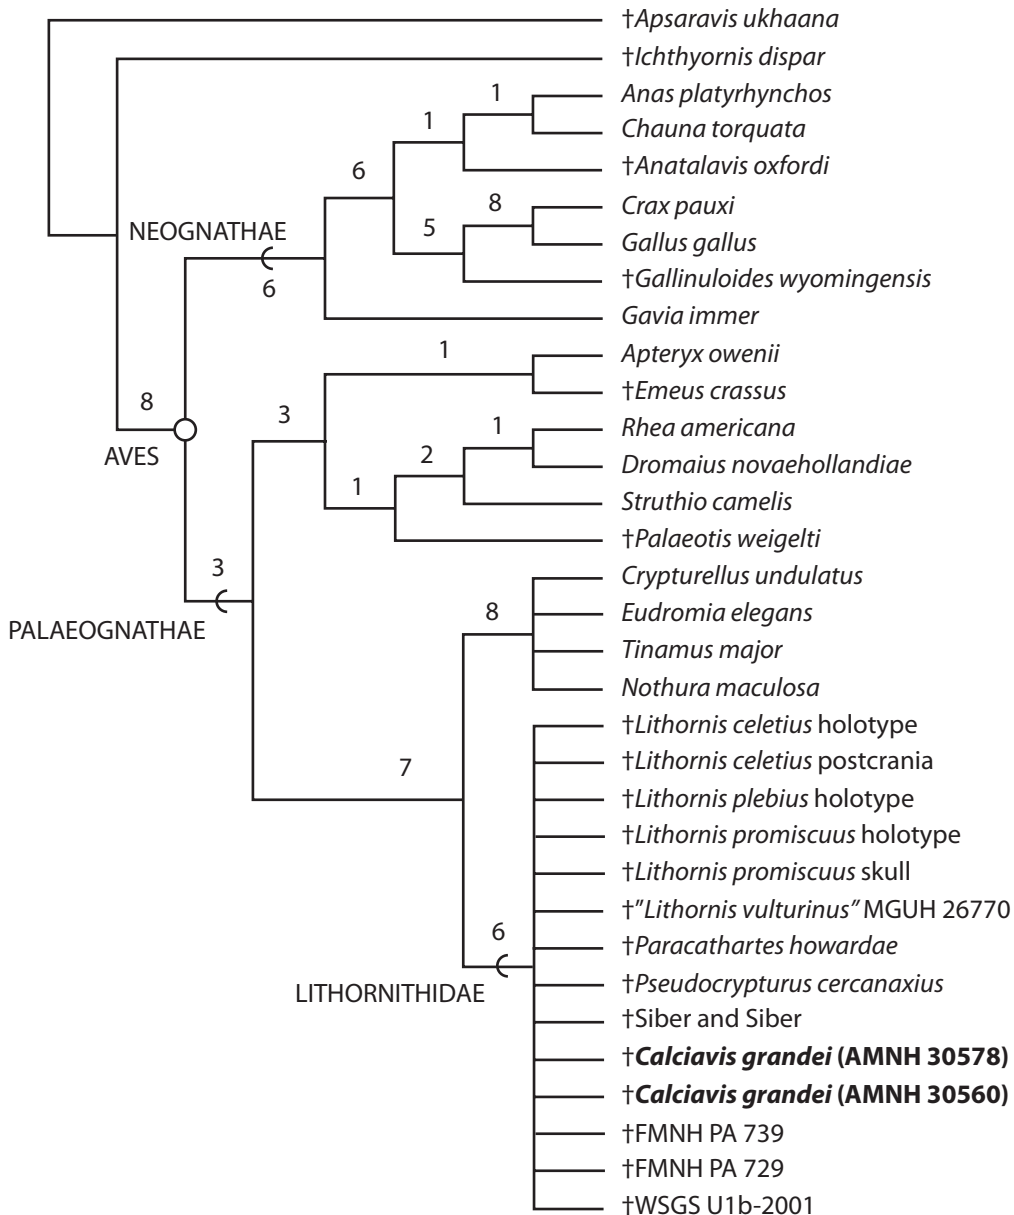 †Apsaravis ukhaana
†Ichthyornis dispar
1
Anas platyrhynchos
1
Chauna torquata
†Anatalavis oxfordi
6
8
Crax pauxi
5
NEOGNATHAE
Gallus gallus
6
†Gallinuloides wyomingensis
Gavia immer
1
Apteryx owenii
†Emeus crassus
8
3
1
Rhea americana
AVES
2
Dromaius novaehollandiae
1
Struthio camelis
†Palaeotis weigelti
3
Crypturellus undulatus
8
Eudromia elegans
PALAEOGNATHAE
Tinamus major
Nothura maculosa
†Lithornis celetius holotype
7
†Lithornis celetius postcrania
†Lithornis plebius holotype
†Lithornis promiscuus holotype
†Lithornis promiscuus skull
†"Lithornis vulturinus" MGUH 26770
6
†Paracathartes howardae
LITHORNITHIDAE
†Pseudocrypturus cercanaxius
†Siber and Siber
†Calciavis grandei (AMNH 30578)
†Calciavis grandei (AMNH 30560)
†FMNH PA 739
†FMNH PA 729
†WSGS U1b-2001